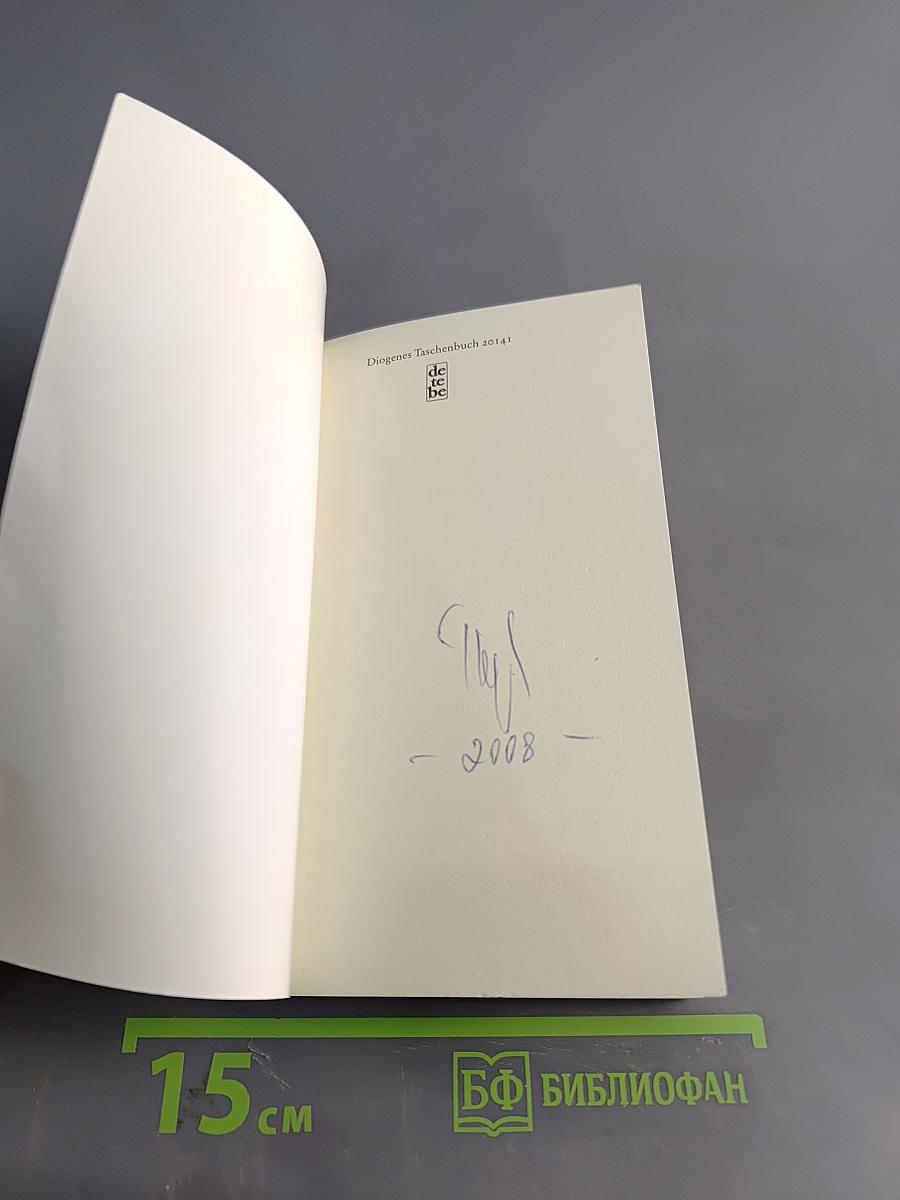 Diogenes Taschenbuch 20141
de
te
be
– 2008 –
15 см
БФ БИБЛИОФАН